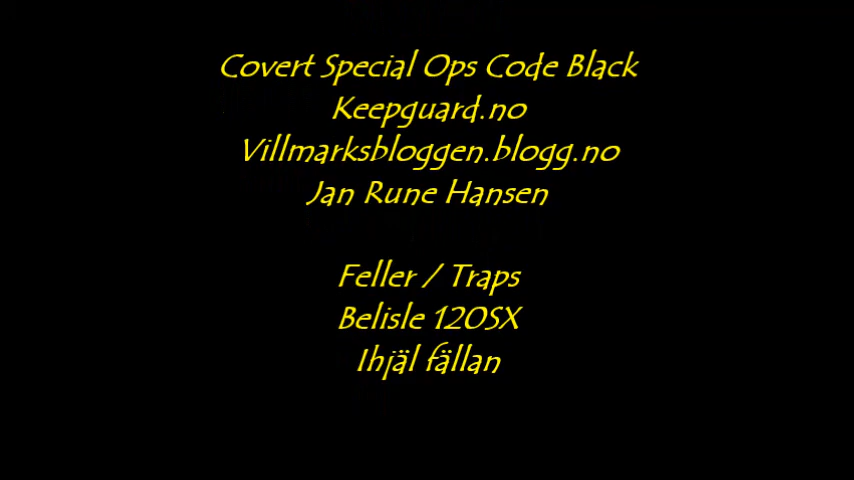 Covert Special Ops Code Black
Keepguard.no
Villmarksbloggen.blogg.no
Jan Rune Hansen
Feller / Traps
Belisle 120SX
Ihjäl fällan